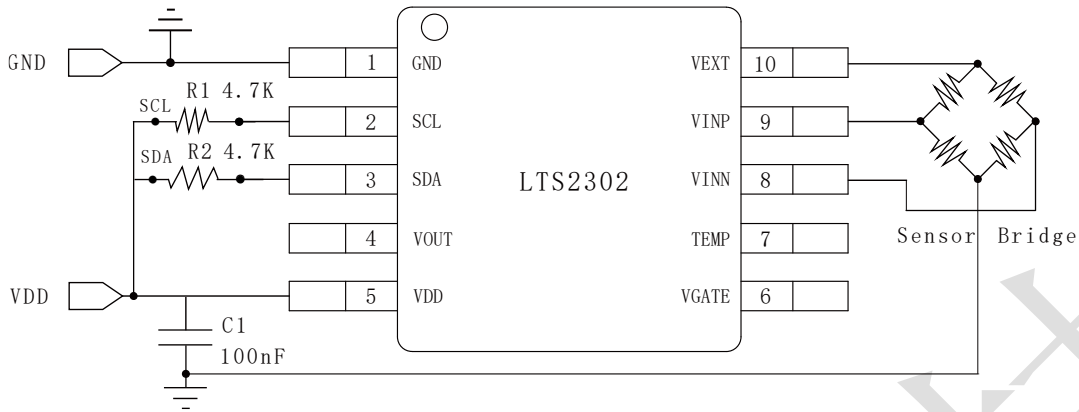 GND
1 GND
VEXT 10
SCL R1 4.7K
2 SCL
VINP 9
SDA R2 4.7K
3 SDA
LTS2302
VINN 8
4 VOUT
TEMP 7
Sensor Bridge
VDD
5 VDD
VGATE 6
C1
100nF